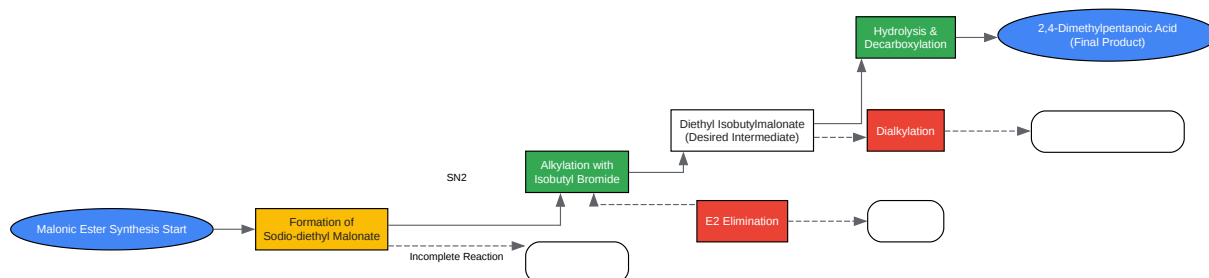 Hydrolysis &
Decarboxylation
2,4-Dimethylpentanoic Acid
(Final Product)
Diethyl Isobutylmalonate
(Desired Intermediate)
Dialkylation
Alkylation with
Isobutyl Bromide
SN2
E2 Elimination
Malonic Ester Synthesis Start
Formation of
Sodio-diethyl Malonate
Incomplete Reaction